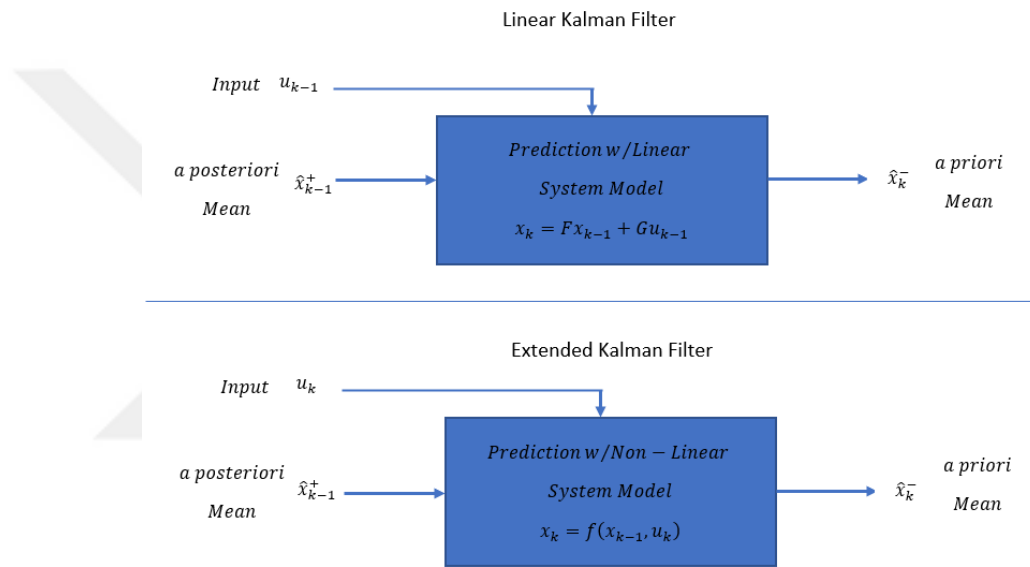 Linear Kalman Filter
Input u_{k-1}
Prediction w/Linear
System Model
x_k = Fx_{k-1} + Gu_{k-1}
a posteriori
Mean
x̂_{k-1}^+
x̂_k^-
a priori
Mean
Extended Kalman Filter
Input u_k
Prediction w/Non − Linear
System Model
x_k = f(x_{k-1}, u_k)
a posteriori
Mean
x̂_{k-1}^+
x̂_k^-
a priori
Mean